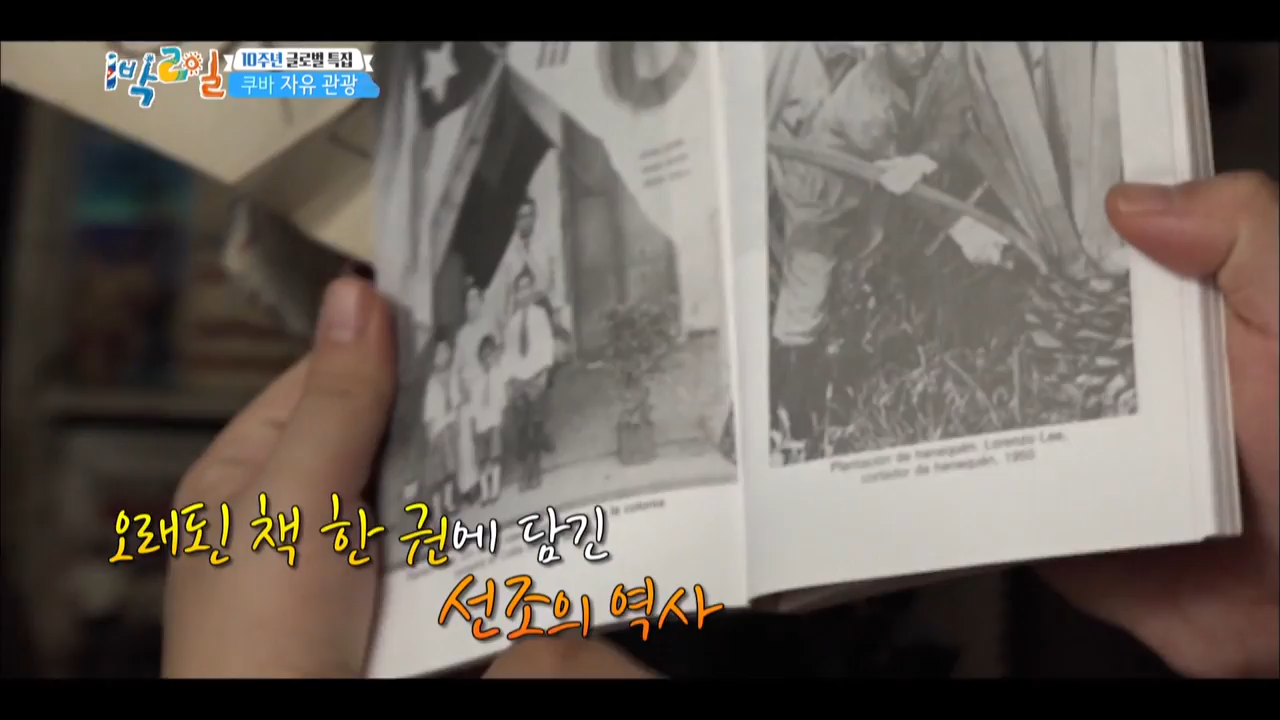 1박2일
10주년 글로벌 특집
쿠바 자유 관광
Plantación de henequén. Lorenzo Lee,
cortador de henequén, 1950
la colonia
오래된 책 한 권에 담긴
선조의 역사